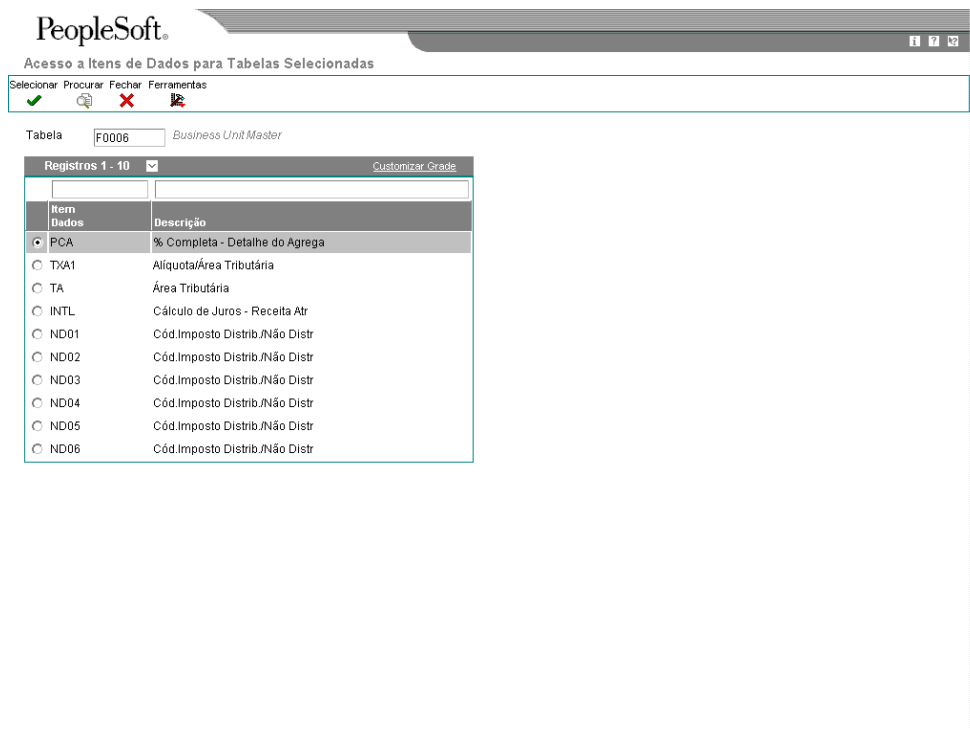 PeopleSoft®
Acesso a Itens de Dados para Tabelas Selecionadas
Selecionar Procurar Fechar Ferramentas
Tabela F0006 Business Unit Master
Registros 1 - 10 Customizar Grade
Item Dados Descrição
PCA % Completa - Detalhe do Agrega
TXA1 Alíquota/Área Tributária
TA Área Tributária
INTL Cálculo de Juros - Receita Atr
ND01 Cód.Imposto Distrib./Não Distr
ND02 Cód.Imposto Distrib./Não Distr
ND03 Cód.Imposto Distrib./Não Distr
ND04 Cód.Imposto Distrib./Não Distr
ND05 Cód.Imposto Distrib./Não Distr
ND06 Cód.Imposto Distrib./Não Distr